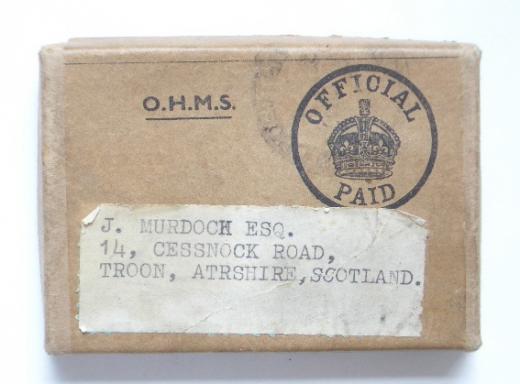 O.H.M.S.
OFFICIAL
PAID
J. MURDOCH ESQ.
14, CESSNOCK ROAD,
TROON, ATRSHIRE, SCOTLAND.